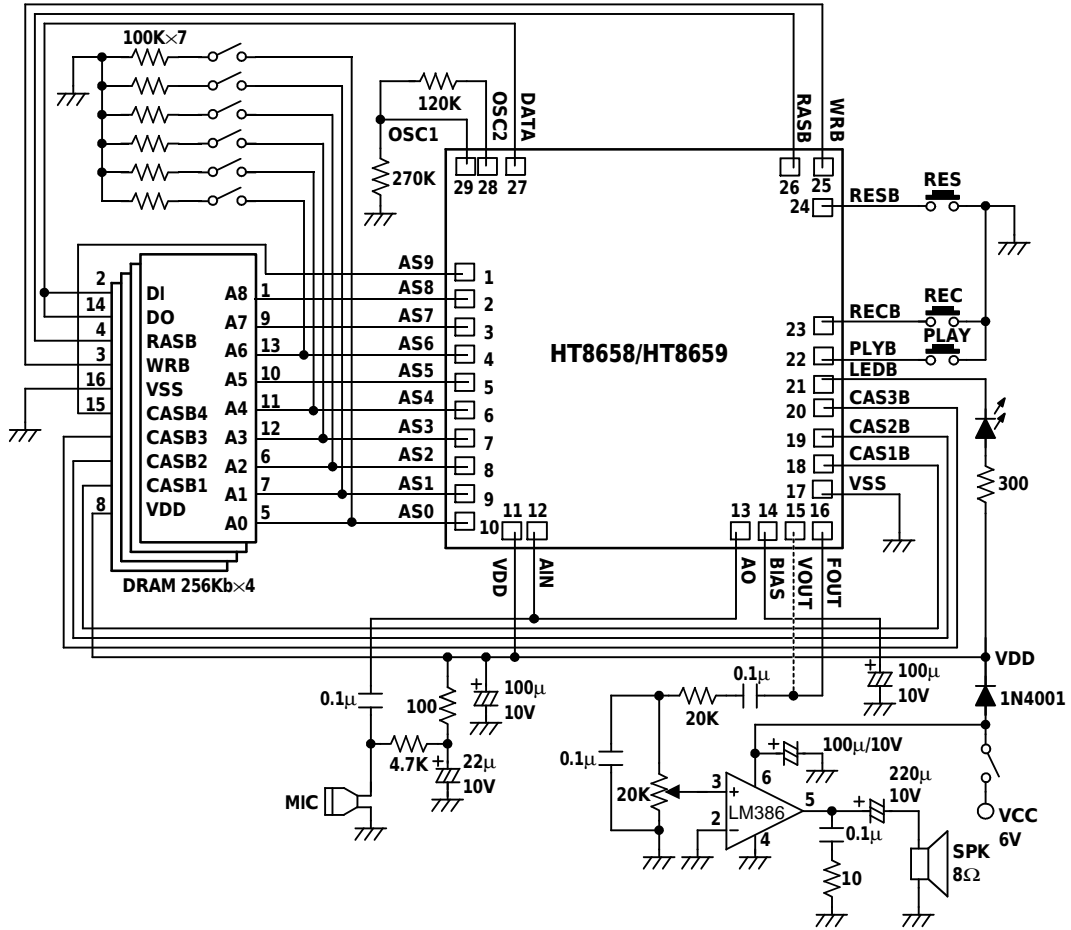 100K×7
120K
OSC1
270K
OSC2
DATA
RASB
WRB
29 28 27
26 25
24
RESB
RES
AS9
1
AS8
2
AS7
3
AS6
4
AS5
5
AS4
6
AS3
7
AS2
8
AS1
9
AS0
10
HT8658/HT8659
23
RECB
REC
22
PLYB
PLAY
21
LEDB
20
CAS3B
19
CAS2B
18
CAS1B
17
VSS
300
2
DI
14
DO
4
RASB
3
WRB
16
VSS
15
CASB4
CASB3
CASB2
CASB1
8
VDD
A8
1
A7
9
A6
13
A5
10
A4
11
A3
12
A2
6
A1
7
A0
5
DRAM 256Kb×4
11 12
13 14 15 16
VDD
AIN
AO
BIAS
VOUT
FOUT
VDD
0.1μ
100
+
100μ
10V
4.7K
+
22μ
10V
MIC
0.1μ
20K
0.1μ
20K
+
100μ
10V
1N4001
+
100μ/10V
3
+
2
−
LM386
6
4
5
+
220μ
10V
0.1μ
10
SPK
8Ω
VCC
6V